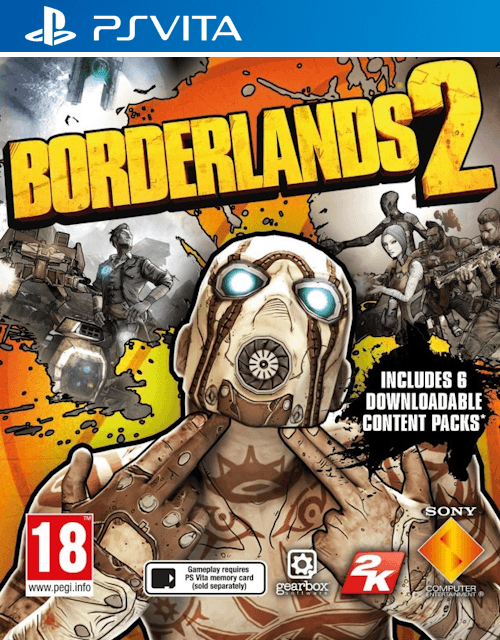 PSVITA
BORDERLANDS 2
INCLUDES 6
DOWNLOADABLE
CONTENT PACKS*
SONY
18
www.pegi.info
Gameplay requires
PS Vita memory card
(sold separately)
gearbox
software
2K
COMPUTER
ENTERTAINMENT®